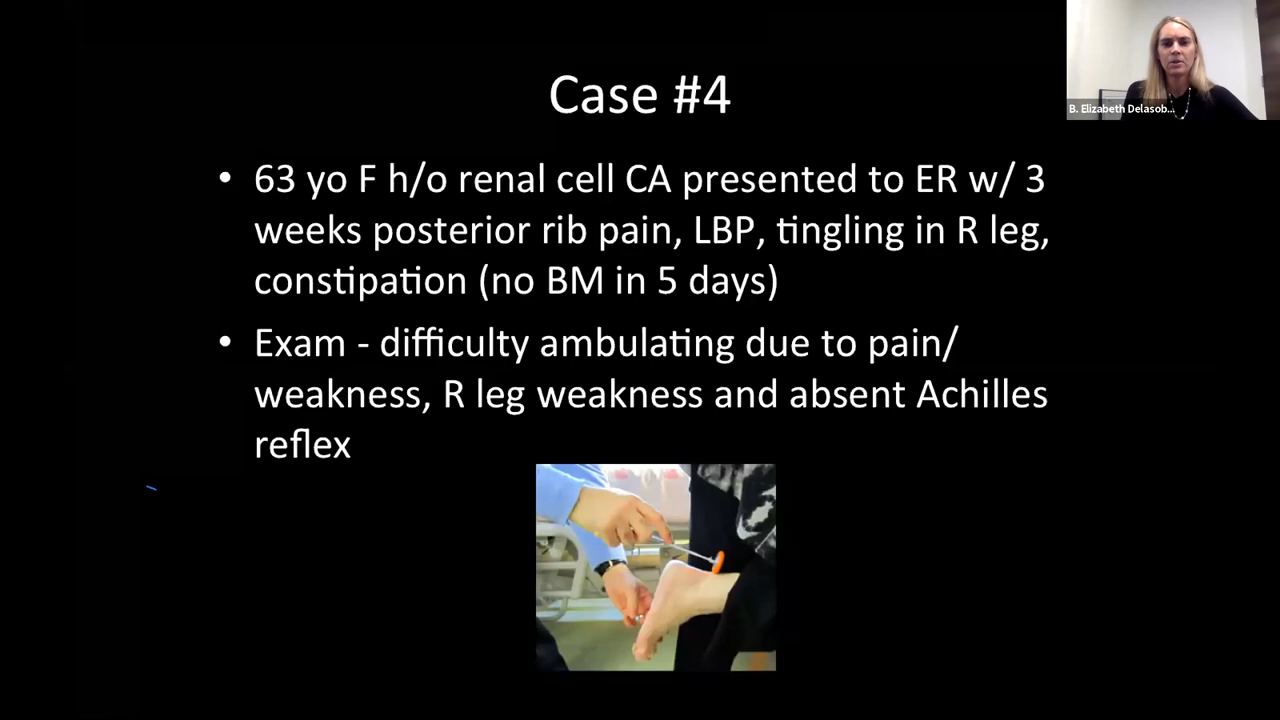 Case #4
B. Elizabeth Delasob...
• 63 yo F h/o renal cell CA presented to ER w/ 3
weeks posterior rib pain, LBP, tingling in R leg,
constipation (no BM in 5 days)
• Exam - difficulty ambulating due to pain/
weakness, R leg weakness and absent Achilles
reflex